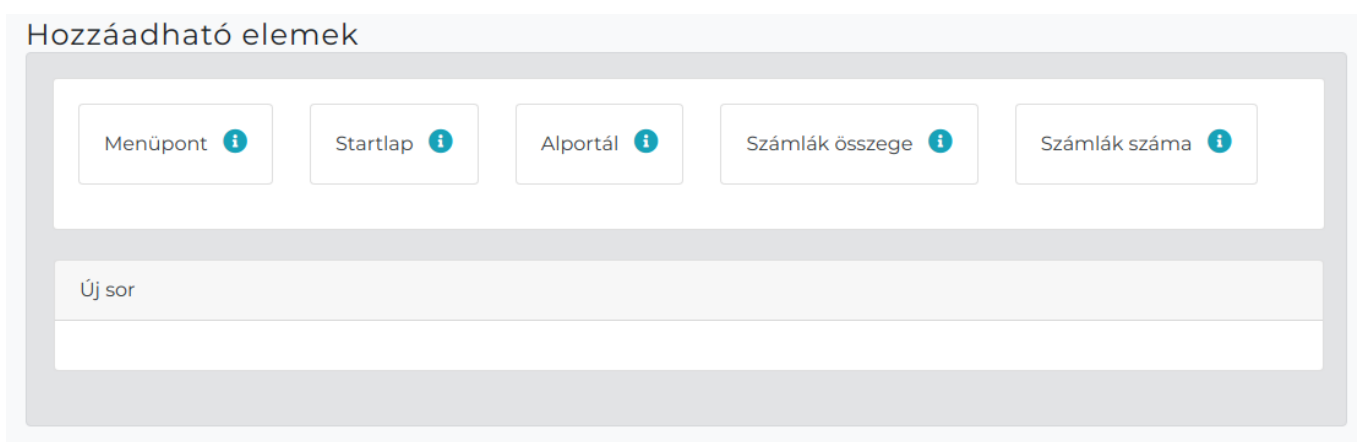 Hozzáadható elemek
Menüpont
Startlap
Alportál
Számlák összege
Számlák száma
Új sor